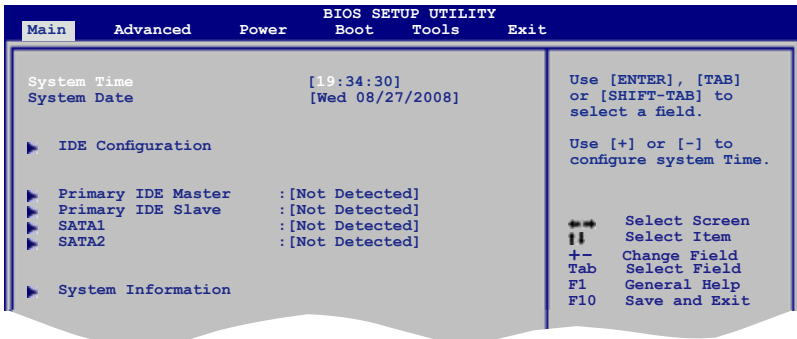 BIOS SETUP UTILITY
Main Advanced Power Boot Tools Exit
System Time [19:34:30]
System Date [Wed 08/27/2008]
IDE Configuration
Primary IDE Master :[Not Detected]
Primary IDE Slave :[Not Detected]
SATA1 :[Not Detected]
SATA2 :[Not Detected]
System Information
Use [ENTER], [TAB]
or [SHIFT-TAB] to
select a field.
Use [+] or [-] to
configure system Time.
Select Screen
Select Item
+- Change Field
Tab Select Field
F1 General Help
F10 Save and Exit